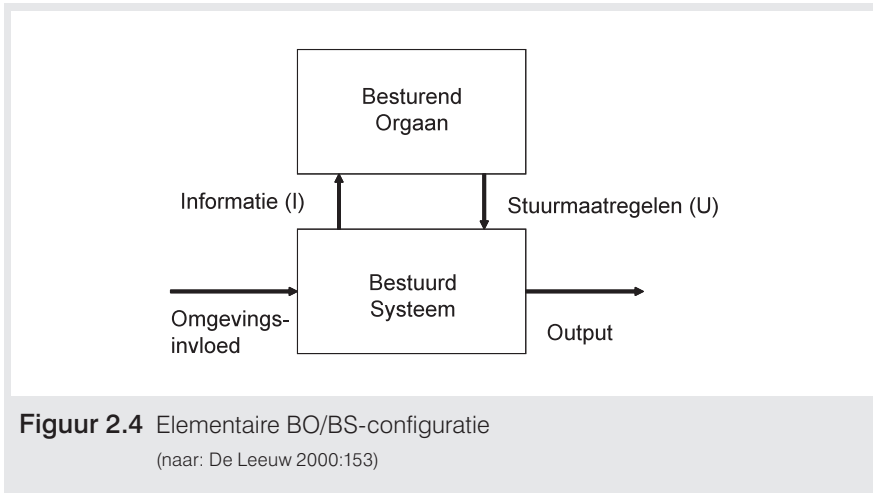 Besturend
Orgaan
Informatie (I)
Stuurmaatregelen (U)
Bestuurd
Systeem
Omgevings-
invloed
Output
Figuur 2.4 Elementaire BO/BS-configuratie
(naar: De Leeuw 2000:153)